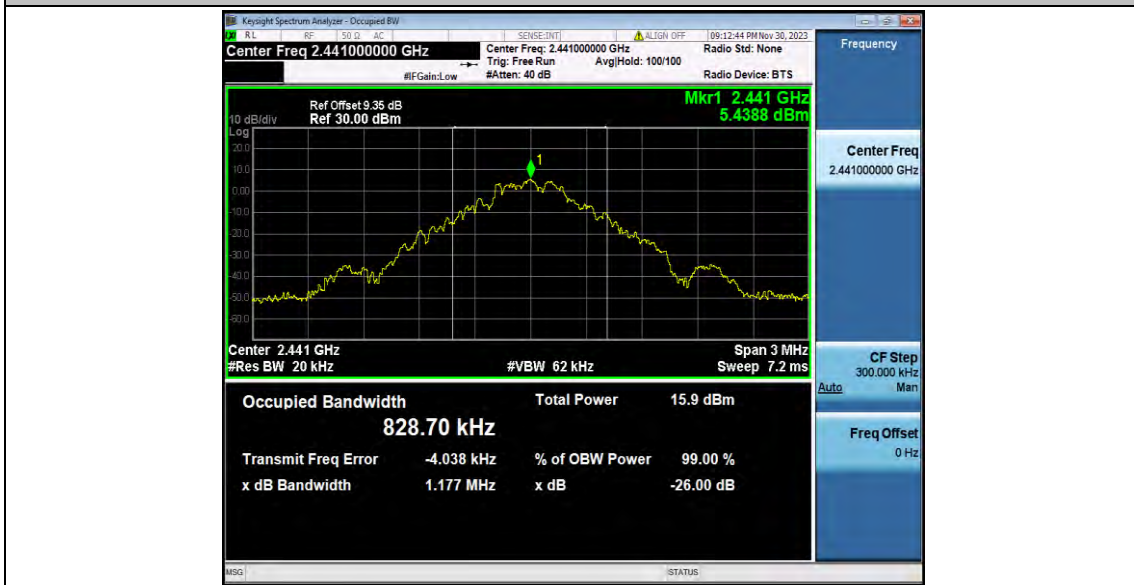 Keysight Spectrum Analyzer - Occupied BW
RL RF 50 Ω AC SENSE:INT ALIGN OFF 09:12:44 PM Nov 30, 2023
Center Freq 2.441000000 GHz
Center Freq: 2.441000000 GHz Radio Std: None
Trig: Free Run Avg|Hold: 100/100
#IFGain:Low #Atten: 40 dB Radio Device: BTS
Frequency
Mkr1 2.441 GHz
5.4388 dBm
Ref Offset 9.35 dB
10 dB/div Ref 30.00 dBm
Log
20.0
10.0
0.00
-10.0
-20.0
-30.0
-40.0
-50.0
-60.0
1
Center 2.441 GHz Span 3 MHz
#Res BW 20 kHz #VBW 62 kHz Sweep 7.2 ms
Occupied Bandwidth Total Power 15.9 dBm
828.70 kHz
Transmit Freq Error -4.038 kHz % of OBW Power 99.00 %
x dB Bandwidth 1.177 MHz x dB -26.00 dB
Center Freq
2.441000000 GHz
CF Step
300.000 kHz
Auto Man
Freq Offset
0 Hz
MSG STATUS